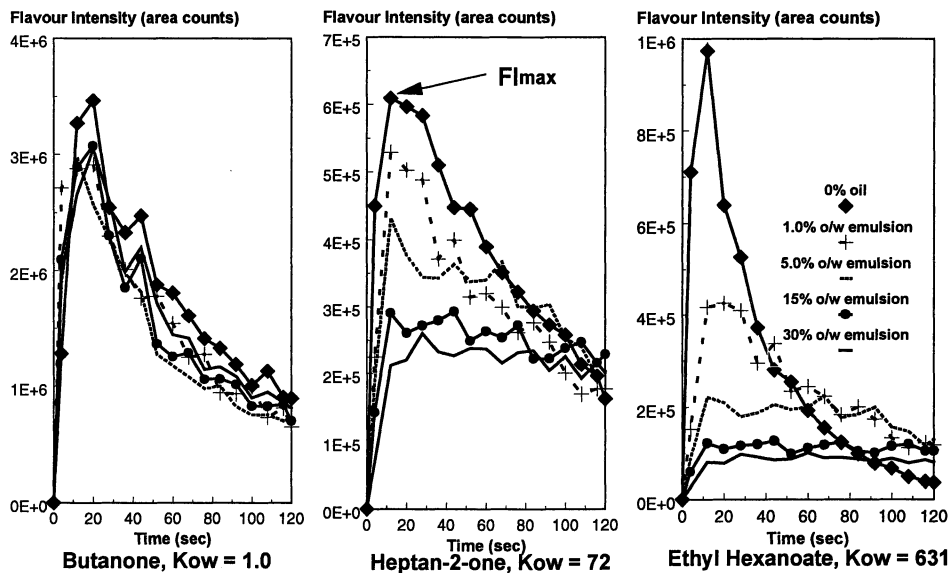 Flavour Intensity (area counts)
4E+6
3E+6
2E+6
1E+6
0E+0
0 20 40 60 80 100 120
Time (sec)
Butanone, Kow = 1.0
Flavour Intensity (area counts)
7E+5
6E+5
5E+5
4E+5
3E+5
2E+5
1E+5
0E+0
FImax
0 20 40 60 80 100 120
Time (sec)
Heptan-2-one, Kow = 72
Flavour Intensity (area counts)
1E+6
8E+5
6E+5
4E+5
2E+5
0E+0
0% oil
1.0% o/w emulsion
5.0% o/w emulsion
15% o/w emulsion
30% o/w emulsion
0 20 40 60 80 100 120
Time (sec)
Ethyl Hexanoate, Kow = 631